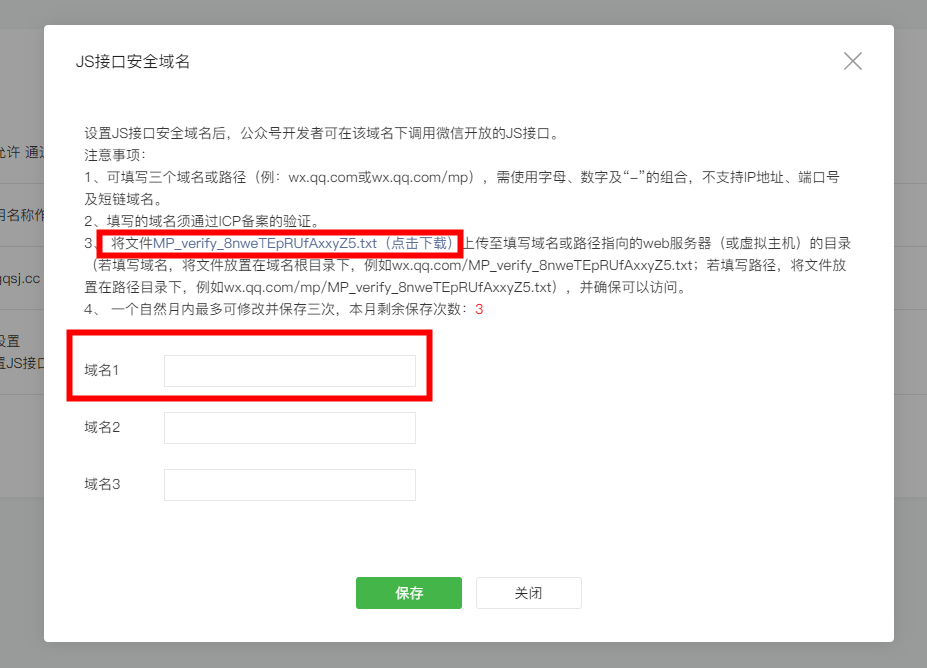 JS接口安全域名
设置JS接口安全域名后，公众号开发者可在该域名下调用微信开放的JS接口。
注意事项：
1、可填写三个域名或路径（例：wx.qq.com或wx.qq.com/mp），需使用字母、数字及“-”的组合，不支持IP地址、端口号
及短链域名。
2、填写的域名须通过ICP备案的验证。
3、 将文件MP_verify_8nweTEpRUfAxxyZ5.txt（点击下载）上传至填写域名或路径指向的web服务器（或虚拟主机）的目录
（若填写域名，将文件放置在域名根目录下，例如wx.qq.com/MP_verify_8nweTEpRUfAxxyZ5.txt；若填写路径，将文件放
置在路径目录下，例如wx.qq.com/mp/MP_verify_8nweTEpRUfAxxyZ5.txt），并确保可以访问。
4、 一个自然月内最多可修改并保存三次，本月剩余保存次数：3
域名1
域名2
域名3
保存
关闭
允许 通过
用名称作
qsj.cc
设置
置JS接口